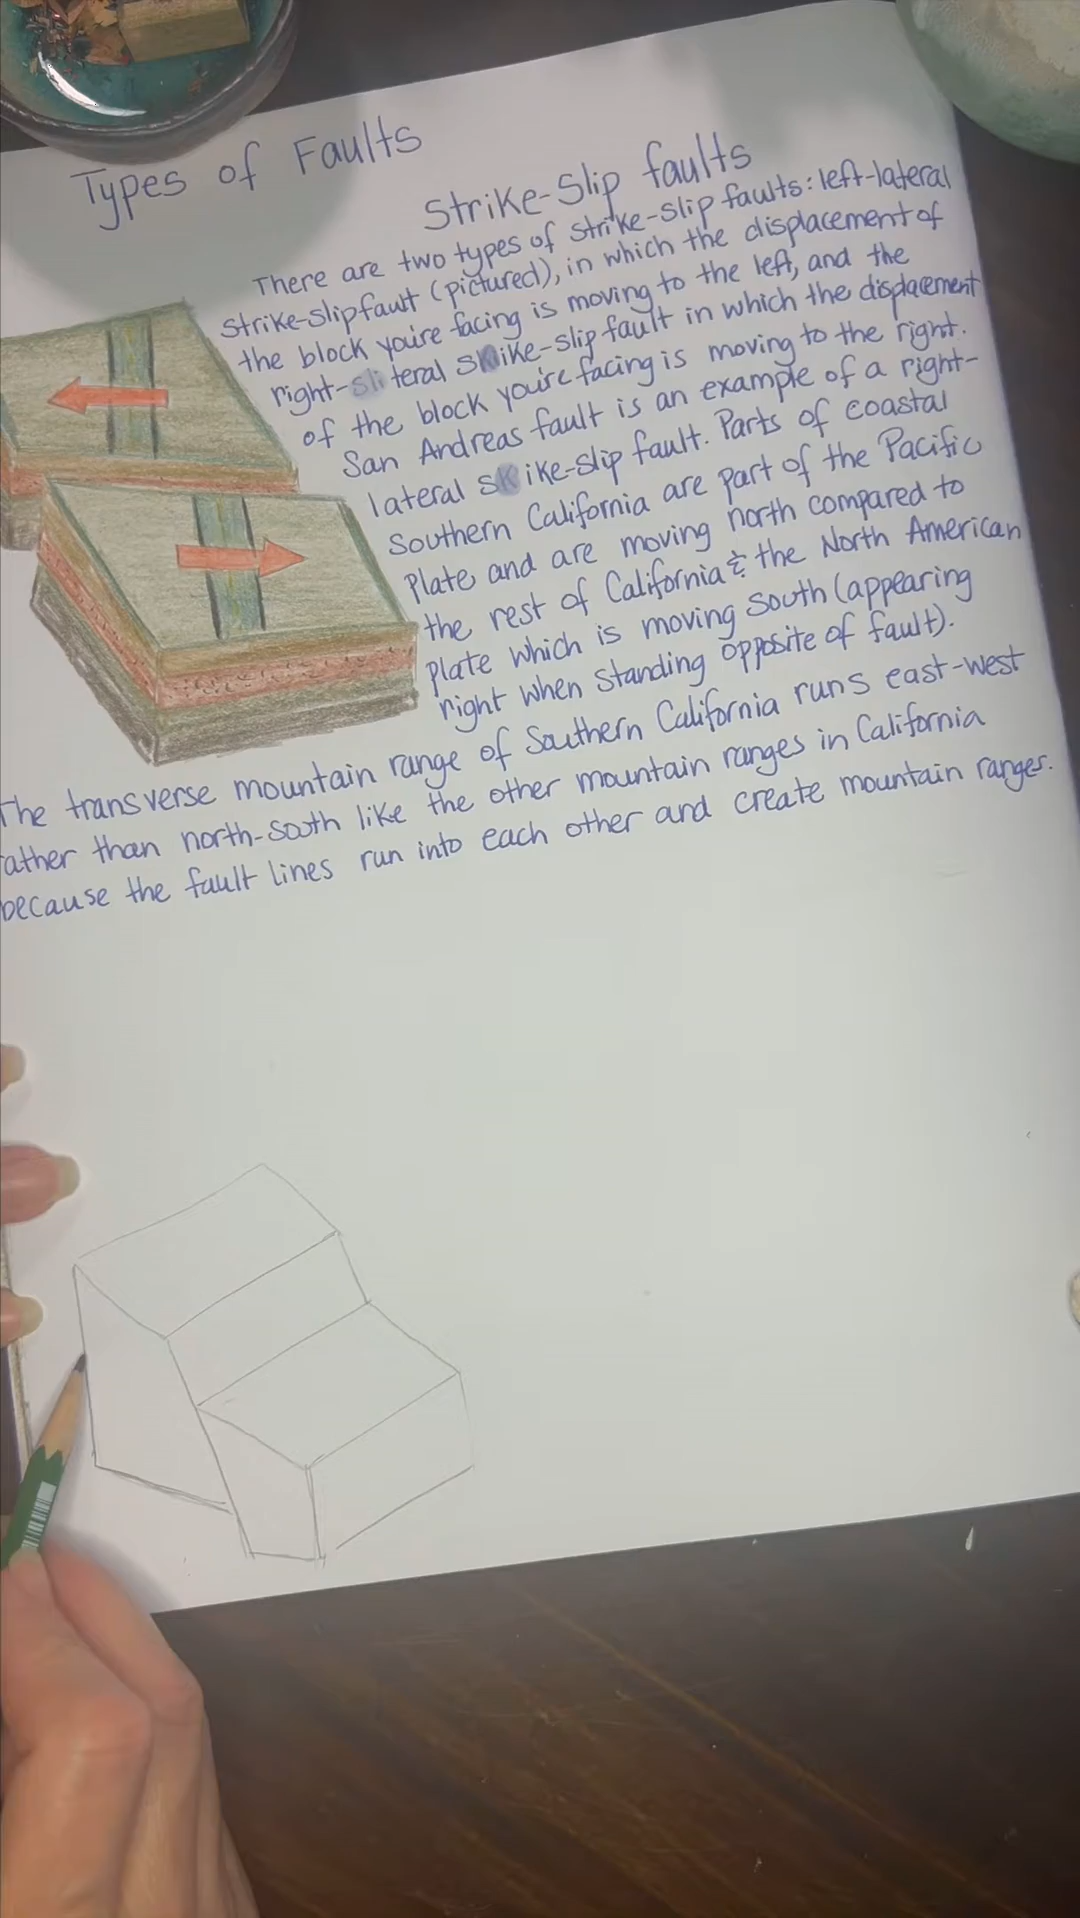 Types of Faults
Strike-Slip faults
There are two types of strike-slip faults: left-lateral
strike-slip fault (pictured), in which the displacement of
the block you're facing is moving to the left, and the
right- teral strike-slip fault in which the displacement
of the block you're facing is moving to the right.
San Andreas fault is an example of a right-
lateral strike-slip fault. Parts of coastal
Southern California are part of the Pacific
Plate and are moving north compared to
the rest of California & the North American
plate which is moving south (appearing
right when standing opposite of fault).
The transverse mountain range of Southern California runs east-west
rather than north-south like the other mountain ranges in California
because the fault lines run into each other and create mountain ranges.